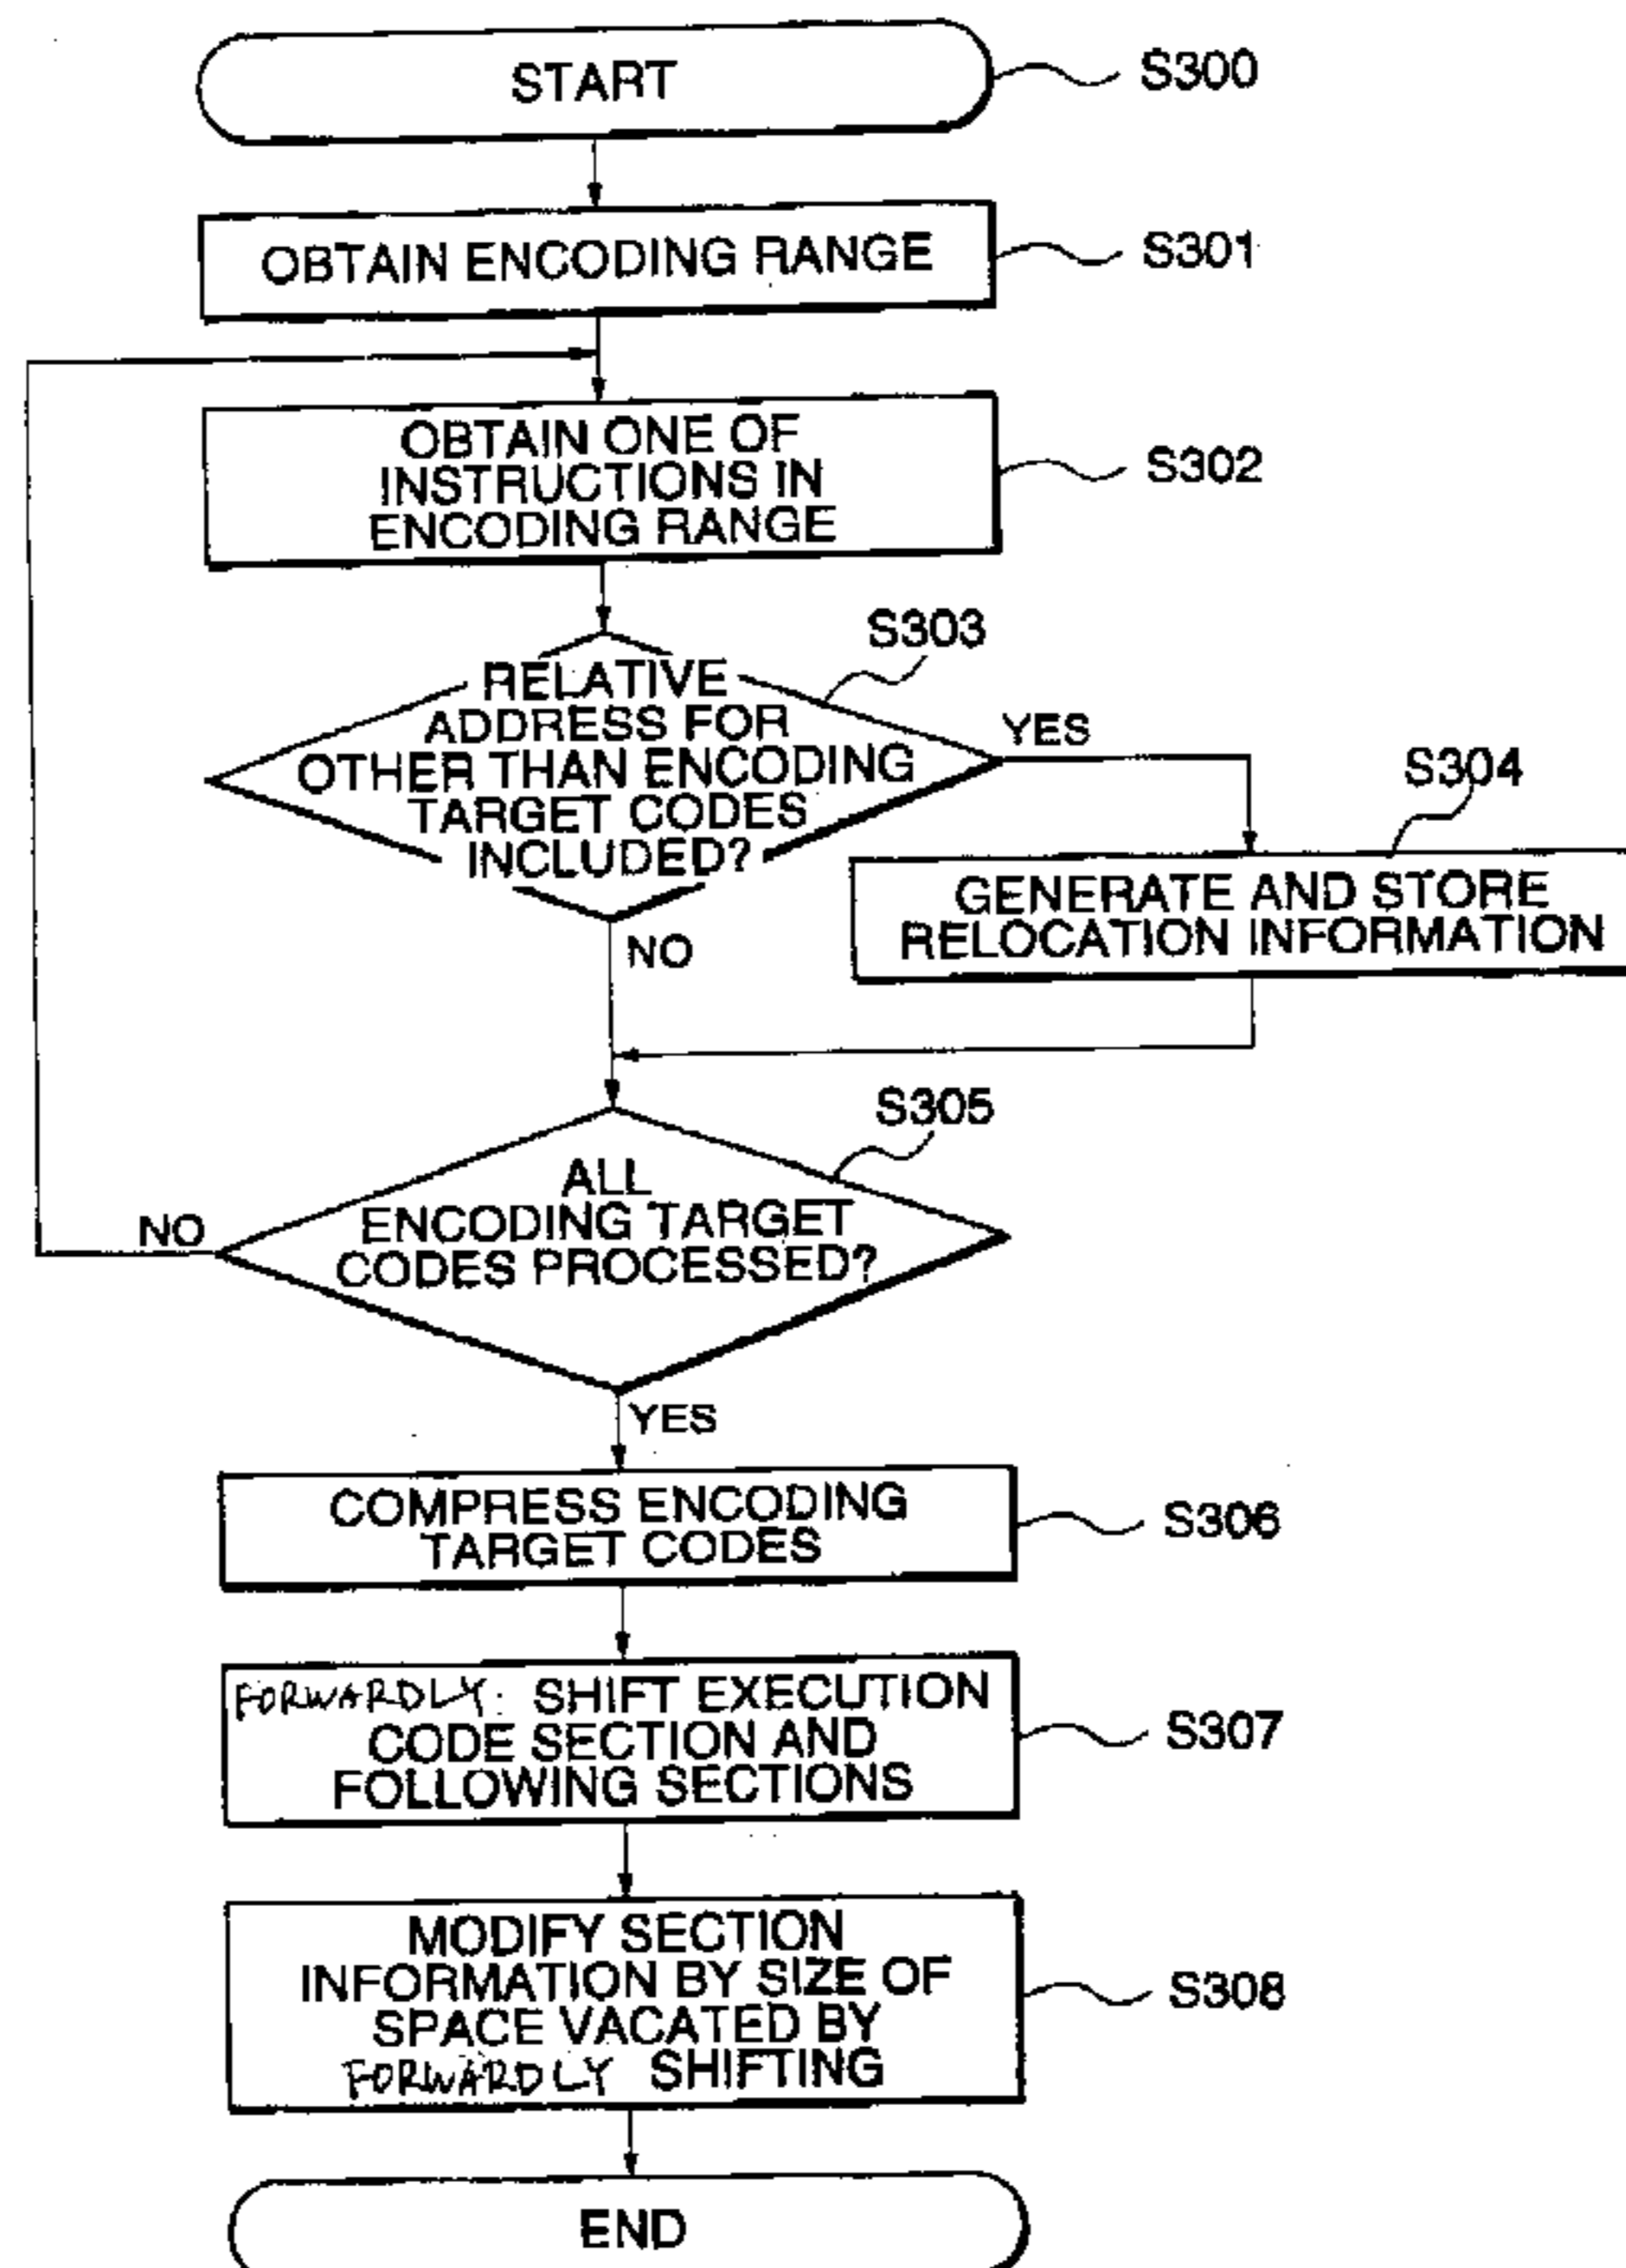 START
S300
OBTAIN ENCODING RANGE
S301
OBTAIN ONE OF
INSTRUCTIONS IN
ENCODING RANGE
S302
S303
RELATIVE
ADDRESS FOR
OTHER THAN ENCODING
TARGET CODES
INCLUDED?
YES
S304
GENERATE AND STORE
RELOCATION INFORMATION
NO
S305
ALL
ENCODING TARGET
CODES PROCESSED?
NO
YES
COMPRESS ENCODING
TARGET CODES
S306
FORWARDLY SHIFT EXECUTION
CODE SECTION AND
FOLLOWING SECTIONS
S307
MODIFY SECTION
INFORMATION BY SIZE OF
SPACE VACATED BY
FORWARDLY SHIFTING
S308
END